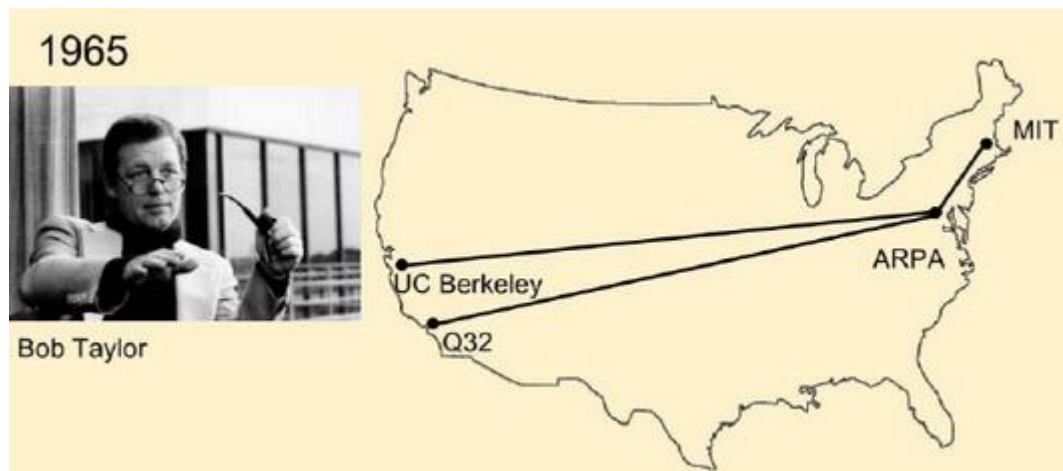 1965
MIT
ARPA
UC Berkeley
Q32
Bob Taylor